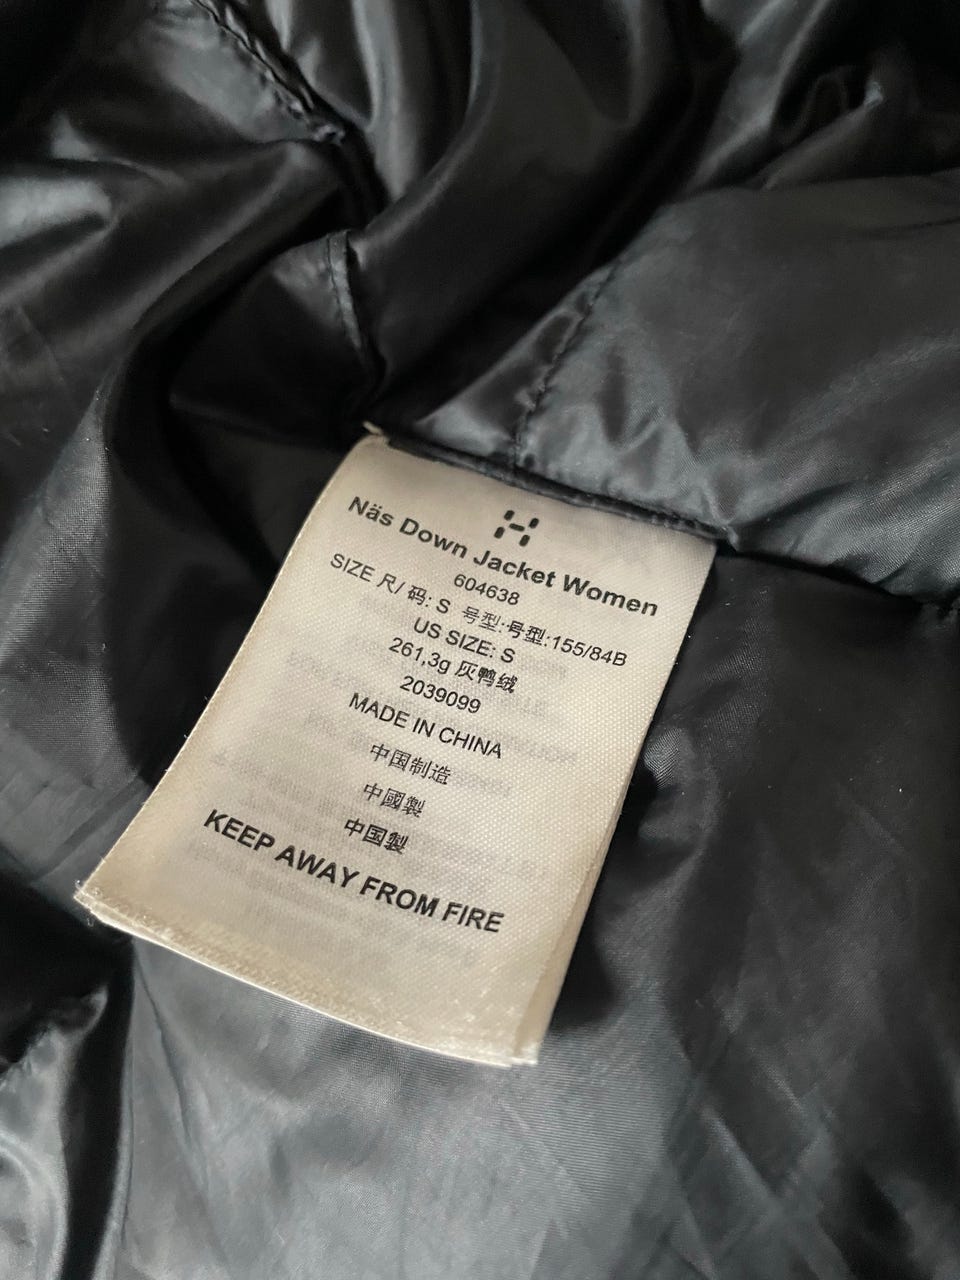 Näs Down Jacket Women
604638
SIZE 尺/ 码: S 号型:号型:155/84B
US SIZE: S
261,3g 灰鸭绒
2039099
MADE IN CHINA
中国制造
中國製
中国製
KEEP AWAY FROM FIRE